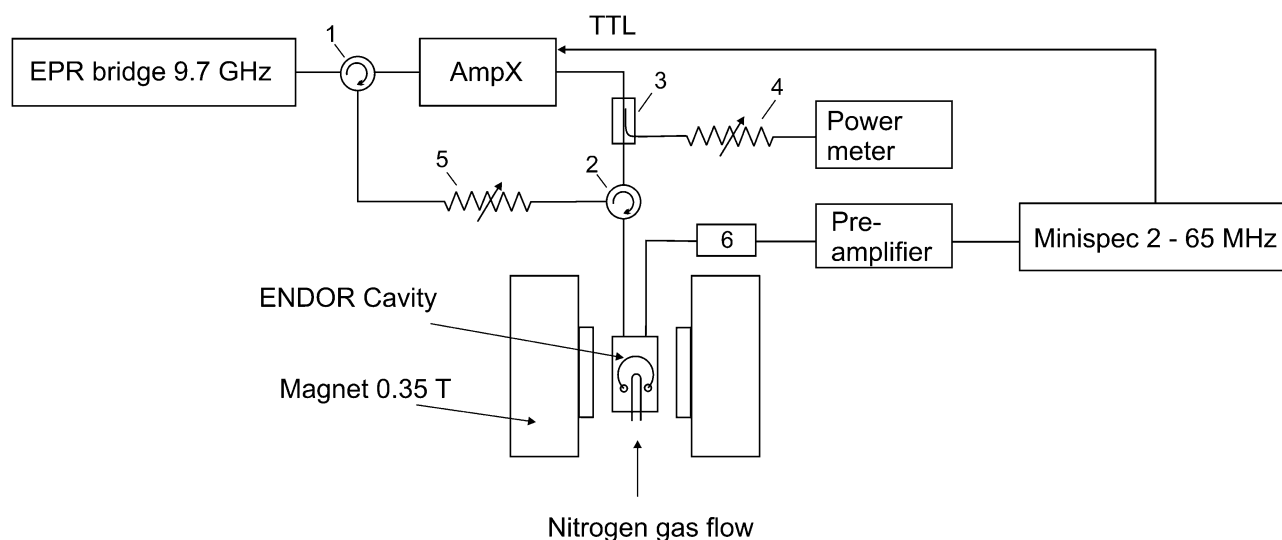 TTL
1
EPR bridge 9.7 GHz
AmpX
3
4
Power
meter
5
2
Pre-
amplifier
6
Minispec 2 - 65 MHz
ENDOR Cavity
Magnet 0.35 T
Nitrogen gas flow